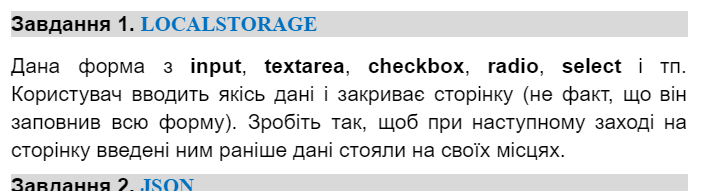 Завдання 1. LOCALSTORAGE
Дана форма з input, textarea, checkbox, radio, select і тп.
Користувач вводить якісь дані і закриває сторінку (не факт, що він
заповнив всю форму). Зробіть так, щоб при наступному заході на
сторінку введені ним раніше дані стояли на своїх місцях.
Завдання 2. JSON